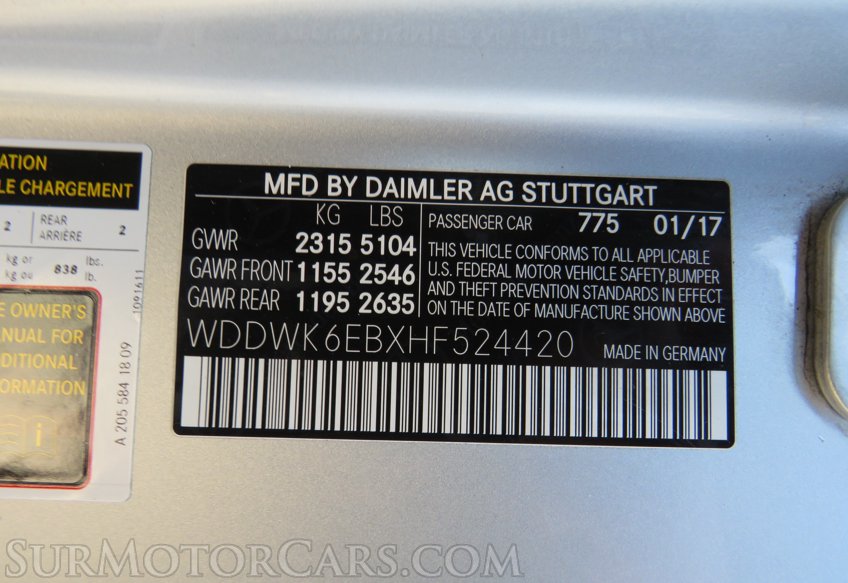 ATION
LE CHARGEMENT
2 REAR ARRIÈRE 2
kg or kg ou 838 lbs. lb.
OWNER'S
FOR
1091611
A 205 584 18 09
MFD BY DAIMLER AG STUTTGART
KG LBS
GVWR 2315 5104
GAWR FRONT 1155 2546
GAWR REAR 1195 2635
PASSENGER CAR 775 01/17
THIS VEHICLE CONFORMS TO ALL APPLICABLE
U.S. FEDERAL MOTOR VEHICLE SAFETY,BUMPER
AND THEFT PREVENTION STANDARDS IN EFFECT
ON THE DATE OF MANUFACTURE SHOWN ABOVE
WDDWK6EBXHF524420
MADE IN GERMANY
SURMOTORCARS.COM